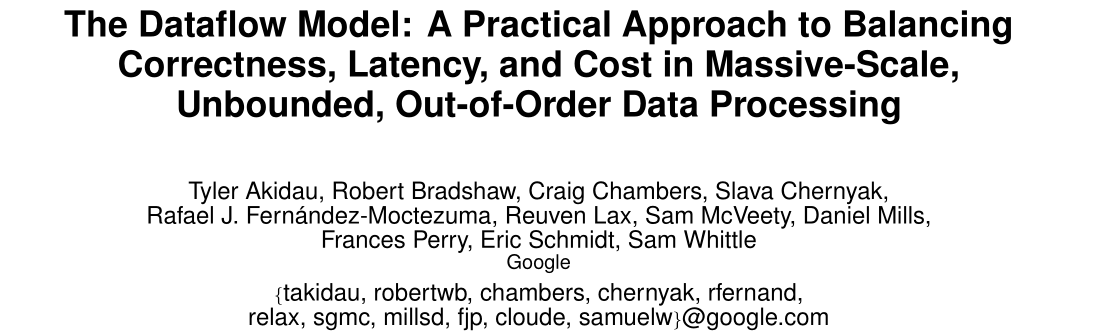 The Dataflow Model: A Practical Approach to Balancing
Correctness, Latency, and Cost in Massive-Scale,
Unbounded, Out-of-Order Data Processing
Tyler Akidau, Robert Bradshaw, Craig Chambers, Slava Chernyak,
Rafael J. Fernández-Moctezuma, Reuven Lax, Sam McVeety, Daniel Mills,
Frances Perry, Eric Schmidt, Sam Whittle
Google
{takidau, robertwb, chambers, chernyak, rfernand,
relax, sgmc, millsd, fjp, cloude, samuelw}@google.com